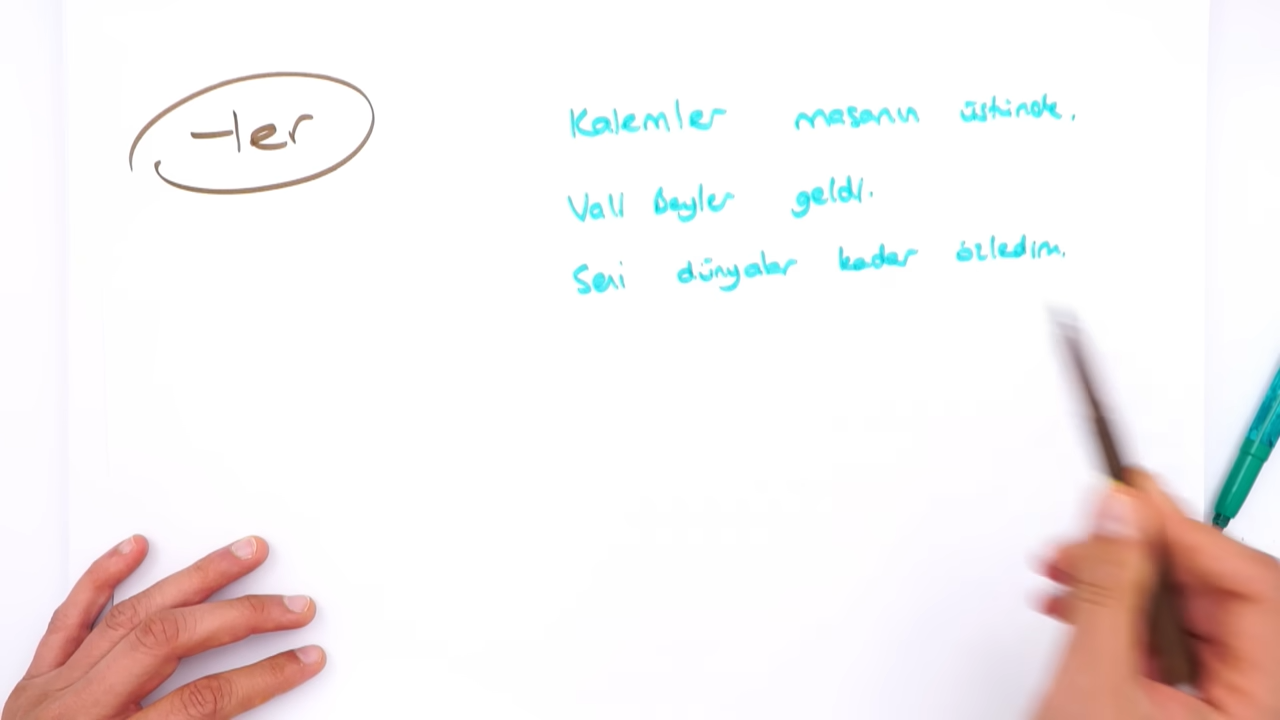 -ler
Kalemler masanın üstünde.
Vali Beyler geldi.
Seni dünyalar kadar özledim.